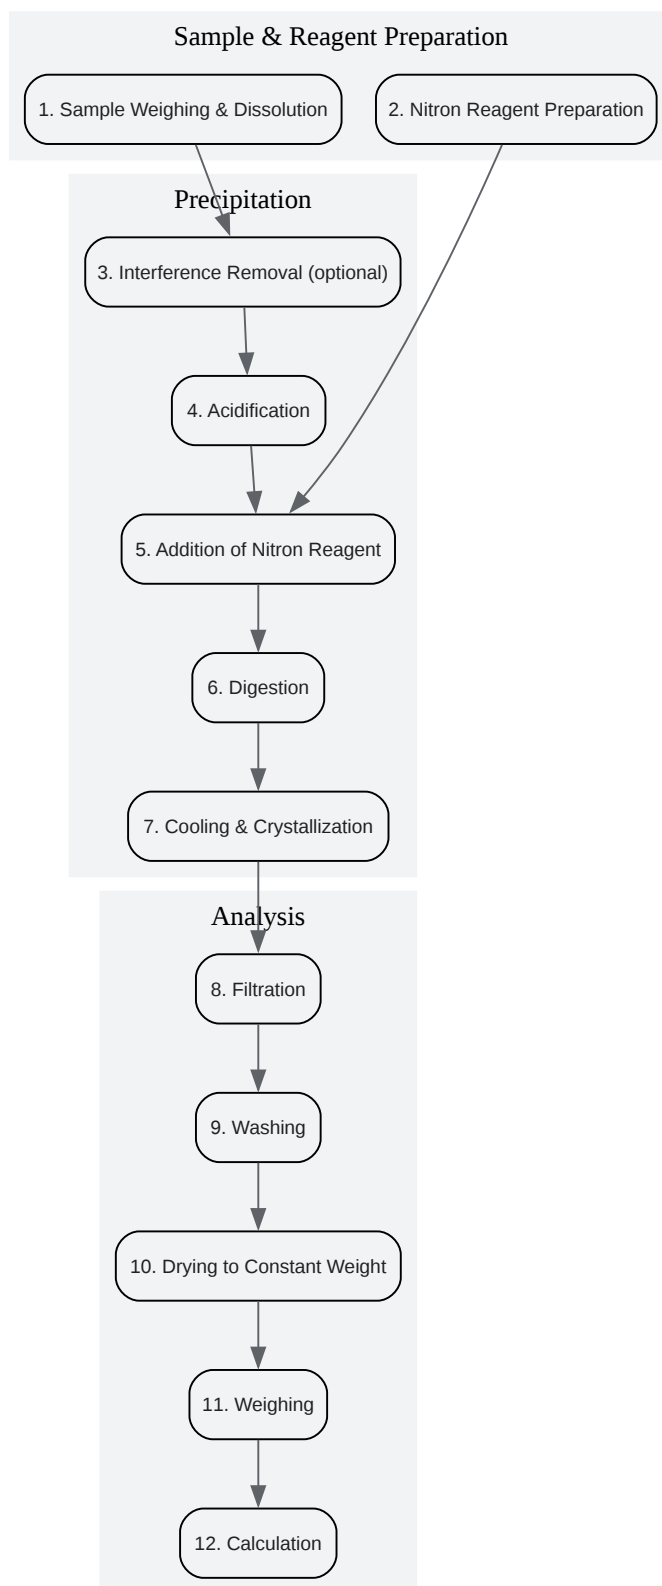 Sample & Reagent Preparation
1. Sample Weighing & Dissolution
2. Nitron Reagent Preparation
Precipitation
3. Interference Removal (optional)
4. Acidification
5. Addition of Nitron Reagent
6. Digestion
7. Cooling & Crystallization
Analysis
8. Filtration
9. Washing
10. Drying to Constant Weight
11. Weighing
12. Calculation